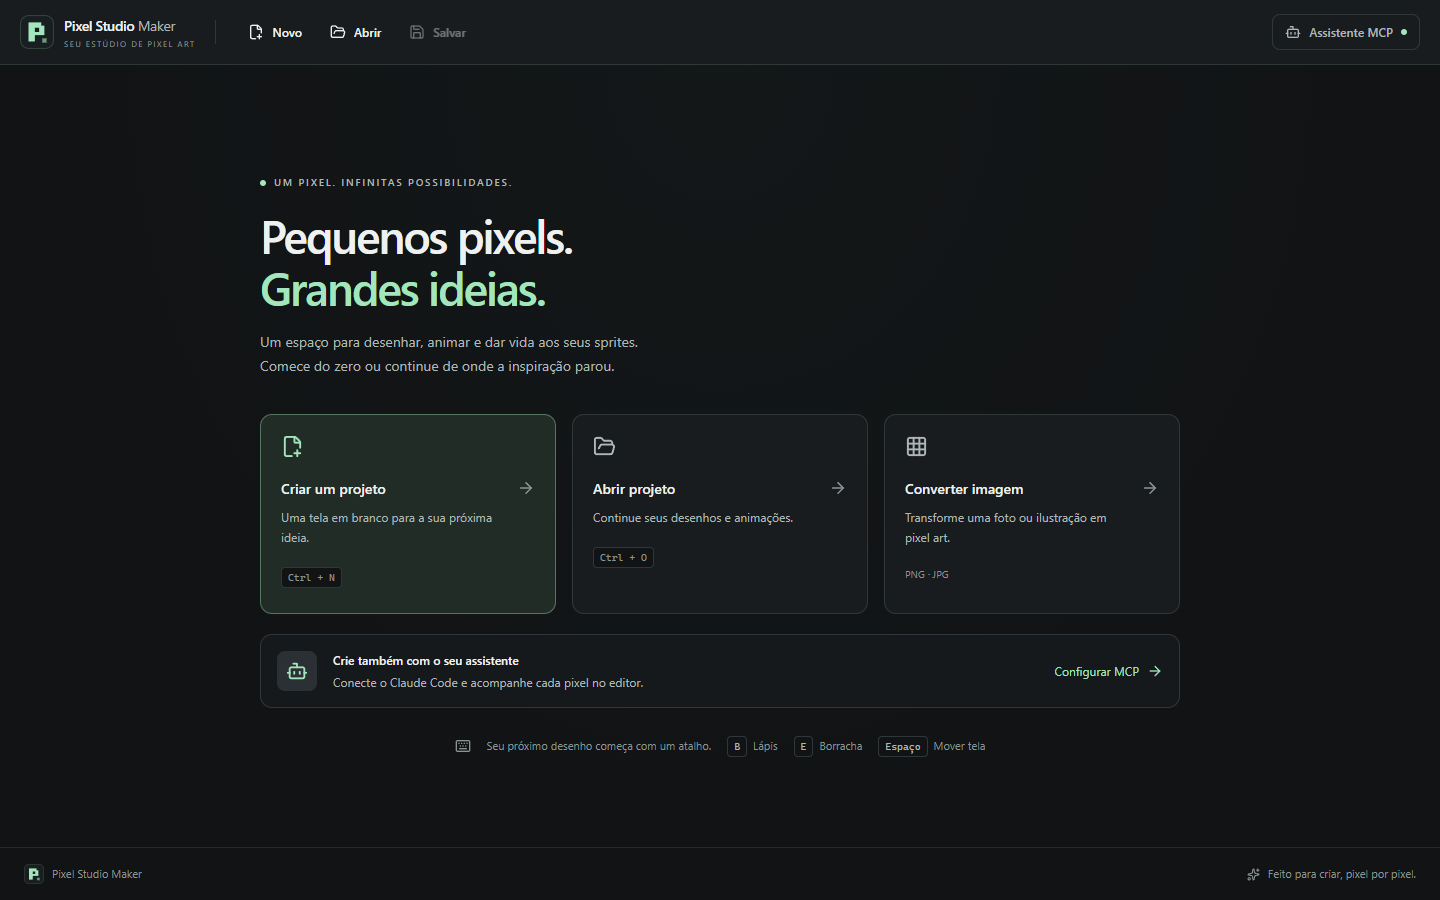 Pixel Studio Maker
SEU ESTÚDIO DE PIXEL ART
Novo
Abrir
Salvar
Assistente MCP
UM PIXEL. INFINITAS POSSIBILIDADES.
Pequenos pixels.
Grandes ideias.
Um espaço para desenhar, animar e dar vida aos seus sprites.
Comece do zero ou continue de onde a inspiração parou.
Criar um projeto
Uma tela em branco para a sua próxima
ideia.
Ctrl + N
Abrir projeto
Continue seus desenhos e animações.
Ctrl + O
Converter imagem
Transforme uma foto ou ilustração em
pixel art.
PNG · JPG
Crie também com o seu assistente
Conecte o Claude Code e acompanhe cada pixel no editor.
Configurar MCP
Seu próximo desenho começa com um atalho.
B Lápis
E Borracha
Espaço Mover tela
Pixel Studio Maker
Feito para criar, pixel por pixel.